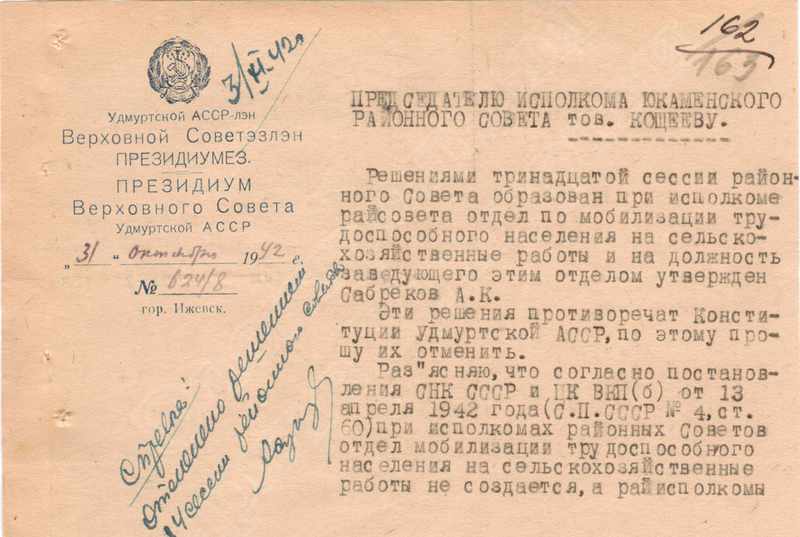 162
163
3/XI 42г
Удмуртской АССР-лэн
Верховной Советэзлэн
ПРЕЗИДИУМЕЗ.
ПРЕЗИДИУМ
Верховного Совета
Удмуртской АССР
„31" октября 1942 г.
№ 624/8
гор. Ижевск.
ПРЕДСЕДАТЕЛЮ ИСПОЛКОМА ЮКАМЕНСКОГО
РАЙОННОГО СОВЕТА тов. КОЩЕЕВУ.
Решениями тринадцатой сессии район-
ного Совета образован при исполкоме
райсовета отдел по мобилизации тру-
доспособного населения на сельско-
хозяйственные работы и на должность
заведующего этим отделом утвержден
Сабреков А.К.
Эти решения противоречат Консти-
туции Удмуртской АССР, по этому про-
шу их отменить.
Раз"ясняю, что согласно постанов-
ления СНК СССР и ЦК ВКП(б) от 13
апреля 1942 года(С.П.СССР № 4, ст.
60)при исполкомах районных Советов
отдел мобилизации трудоспособного
населения на сельскохозяйственные
работы не создается, а райисполкомы
Справка:
отменено решением
14 сессии районного совета